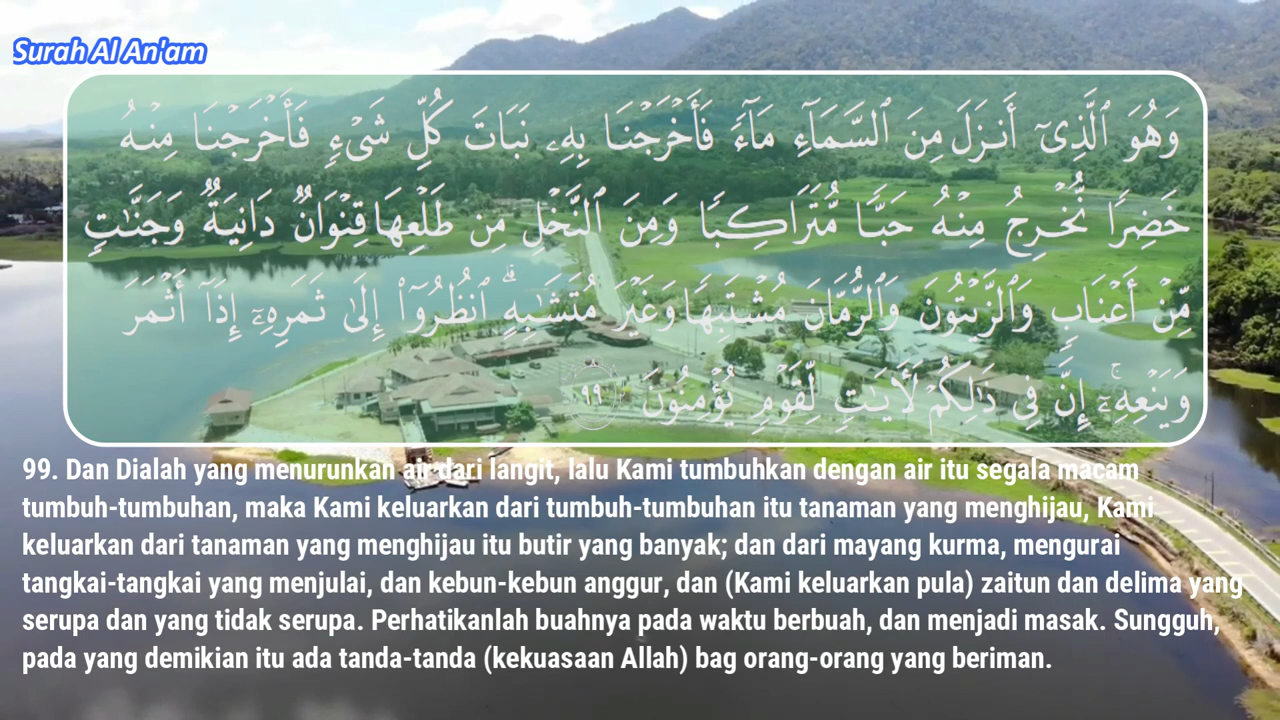 Surah Al An'am
وَهُوَ ٱلَّذِىٓ أَنزَلَ مِنَ ٱلسَّمَآءِ مَآءً فَأَخْرَجْنَا بِهِۦ نَبَاتَ كُلِّ شَىْءٍ فَأَخْرَجْنَا مِنْهُ
خَضِرًا نُّخْرِجُ مِنْهُ حَبًّا مُّتَرَاكِبًا وَمِنَ ٱلنَّخْلِ مِن طَلْعِهَا قِنْوَانٌ دَانِيَةٌ وَجَنَّٰتٍ
مِّنْ أَعْنَابٍ وَٱلزَّيْتُونَ وَٱلرُّمَّانَ مُشْتَبِهًا وَغَيْرَ مُتَشَٰبِهٍ ۗ ٱنظُرُوٓا۟ إِلَىٰ ثَمَرِهِۦٓ إِذَآ أَثْمَرَ
وَيَنْعِهِۦٓ ۚ إِنَّ فِى ذَٰلِكُمْ لَءَايَٰتٍ لِّقَوْمٍ يُؤْمِنُونَ ٩٩
99. Dan Dialah yang menurunkan air dari langit, lalu Kami tumbuhkan dengan air itu segala macam
tumbuh-tumbuhan, maka Kami keluarkan dari tumbuh-tumbuhan itu tanaman yang menghijau, Kami
keluarkan dari tanaman yang menghijau itu butir yang banyak; dan dari mayang kurma, mengurai
tangkai-tangkai yang menjulai, dan kebun-kebun anggur, dan (Kami keluarkan pula) zaitun dan delima yang
serupa dan yang tidak serupa. Perhatikanlah buahnya pada waktu berbuah, dan menjadi masak. Sungguh,
pada yang demikian itu ada tanda-tanda (kekuasaan Allah) bag orang-orang yang beriman.